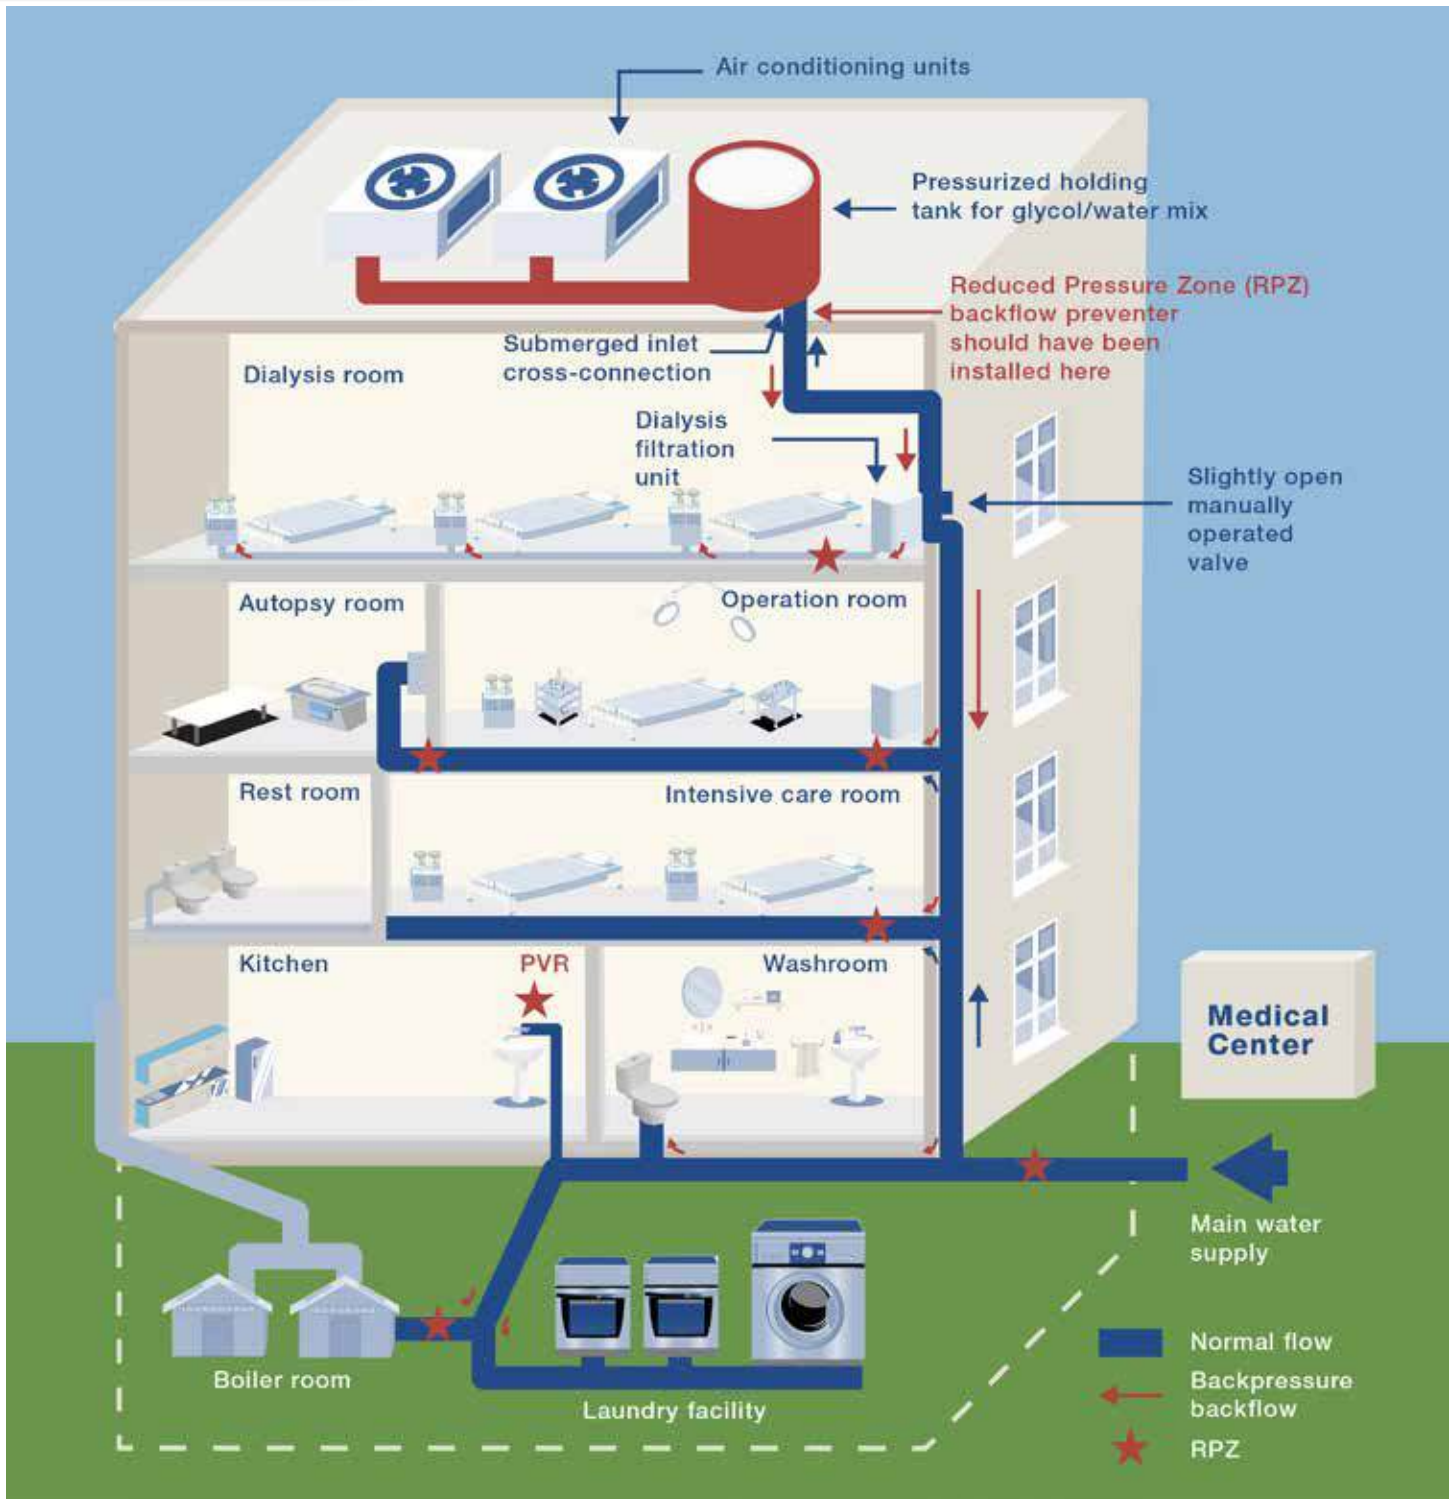 Air conditioning units
Pressurized holding
tank for glycol/water mix
Reduced Pressure Zone (RPZ)
backflow preventer
should have been
installed here
Submerged inlet
cross-connection
Dialysis room
Dialysis
filtration
unit
Slightly open
manually
operated
valve
Autopsy room
Operation room
Rest room
Intensive care room
Kitchen
PVR
Washroom
Medical
Center
Main water
supply
Boiler room
Laundry facility
Normal flow
Backpressure
backflow
RPZ